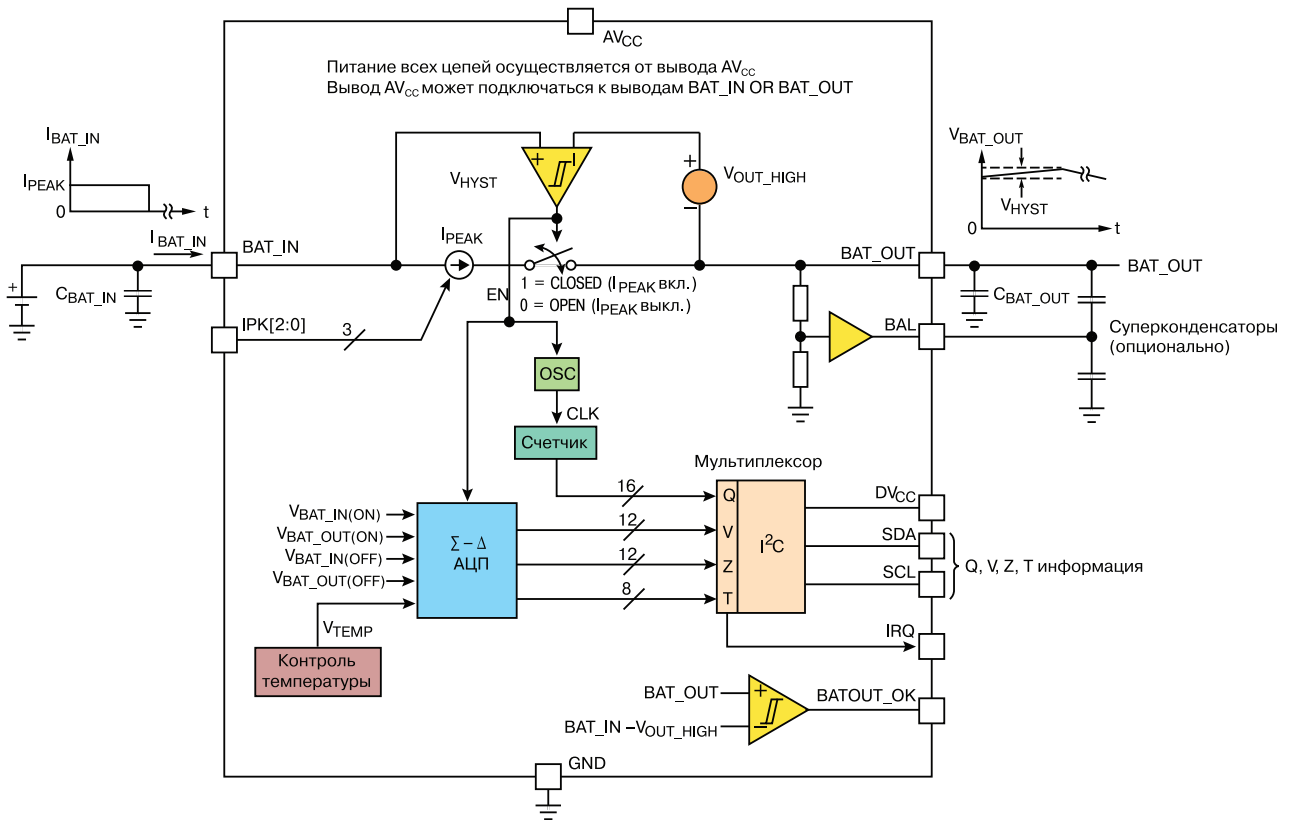 AVCC
Питание всех цепей осуществляется от вывода AVCC
Вывод AVCC может подключаться к выводам BAT_IN OR BAT_OUT
IBAT_IN
IPEAK
0
t
IBAT_IN
BAT_IN
CBAT_IN
+
IPK[2:0]
3
IPEAK
VHYST
+
+
−
VOUT_HIGH
EN
1 = CLOSED (IPEAK вкл.)
0 = OPEN (IPEAK выкл.)
VBAT_OUT
VHYST
0
t
BAT_OUT
BAT_OUT
CBAT_OUT
BAL
Суперконденсаторы
(опционально)
OSC
CLK
Счетчик
Мультиплексор
16
12
12
8
Q
V
Z
T
I²C
DVCC
SDA
SCL
Q, V, Z, T информация
IRQ
VBAT_IN(ON)
VBAT_OUT(ON)
VBAT_IN(OFF)
VBAT_OUT(OFF)
Σ – Δ
АЦП
VTEMP
Контроль
температуры
BAT_OUT
BAT_IN –VOUT_HIGH
+
−
BATOUT_OK
GND